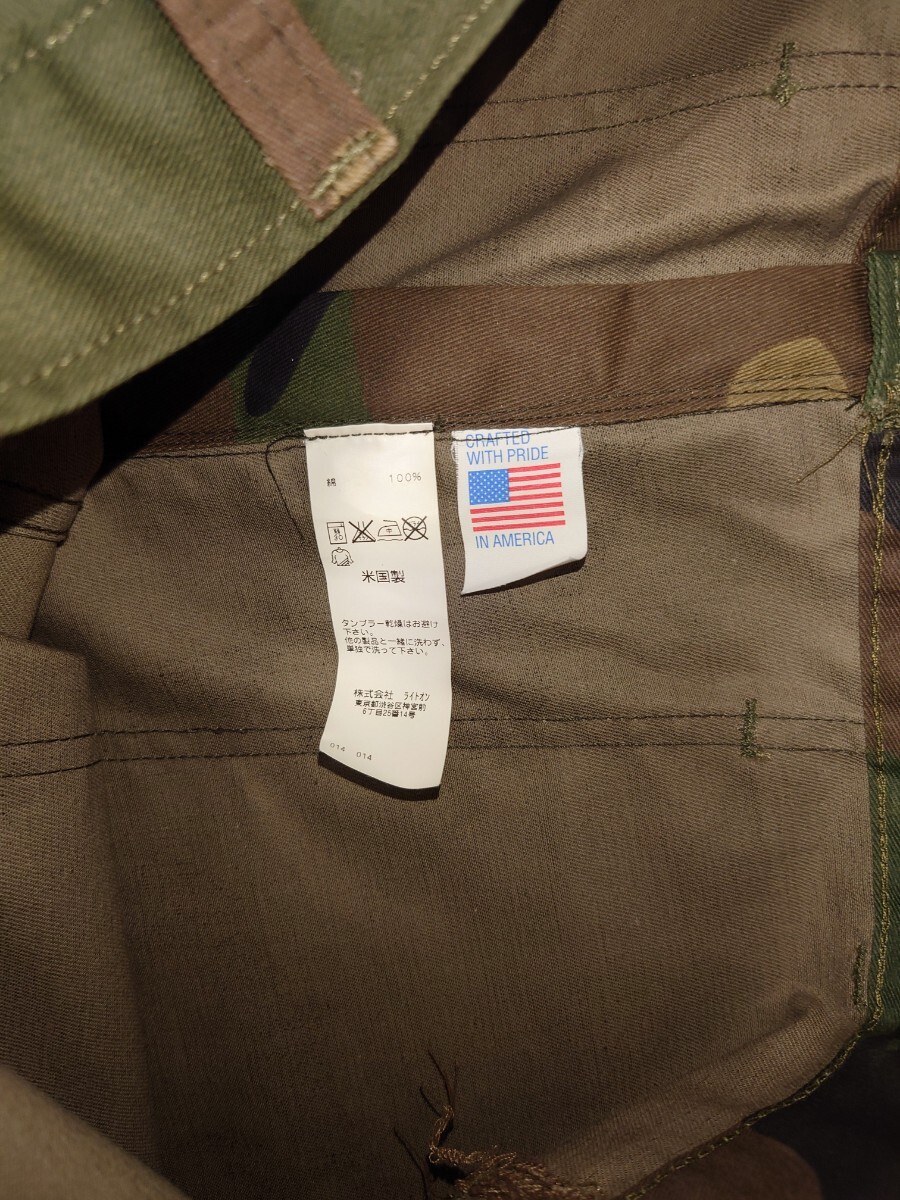 綿 100%
米国製
タンブラー乾燥はお避け
下さい。
他の製品と一緒に洗わず、
単独で洗って下さい。
株式会社 ライトオン
東京都渋谷区神宮前
6丁目25番14号
014 014
CRAFTED
WITH PRIDE
IN AMERICA